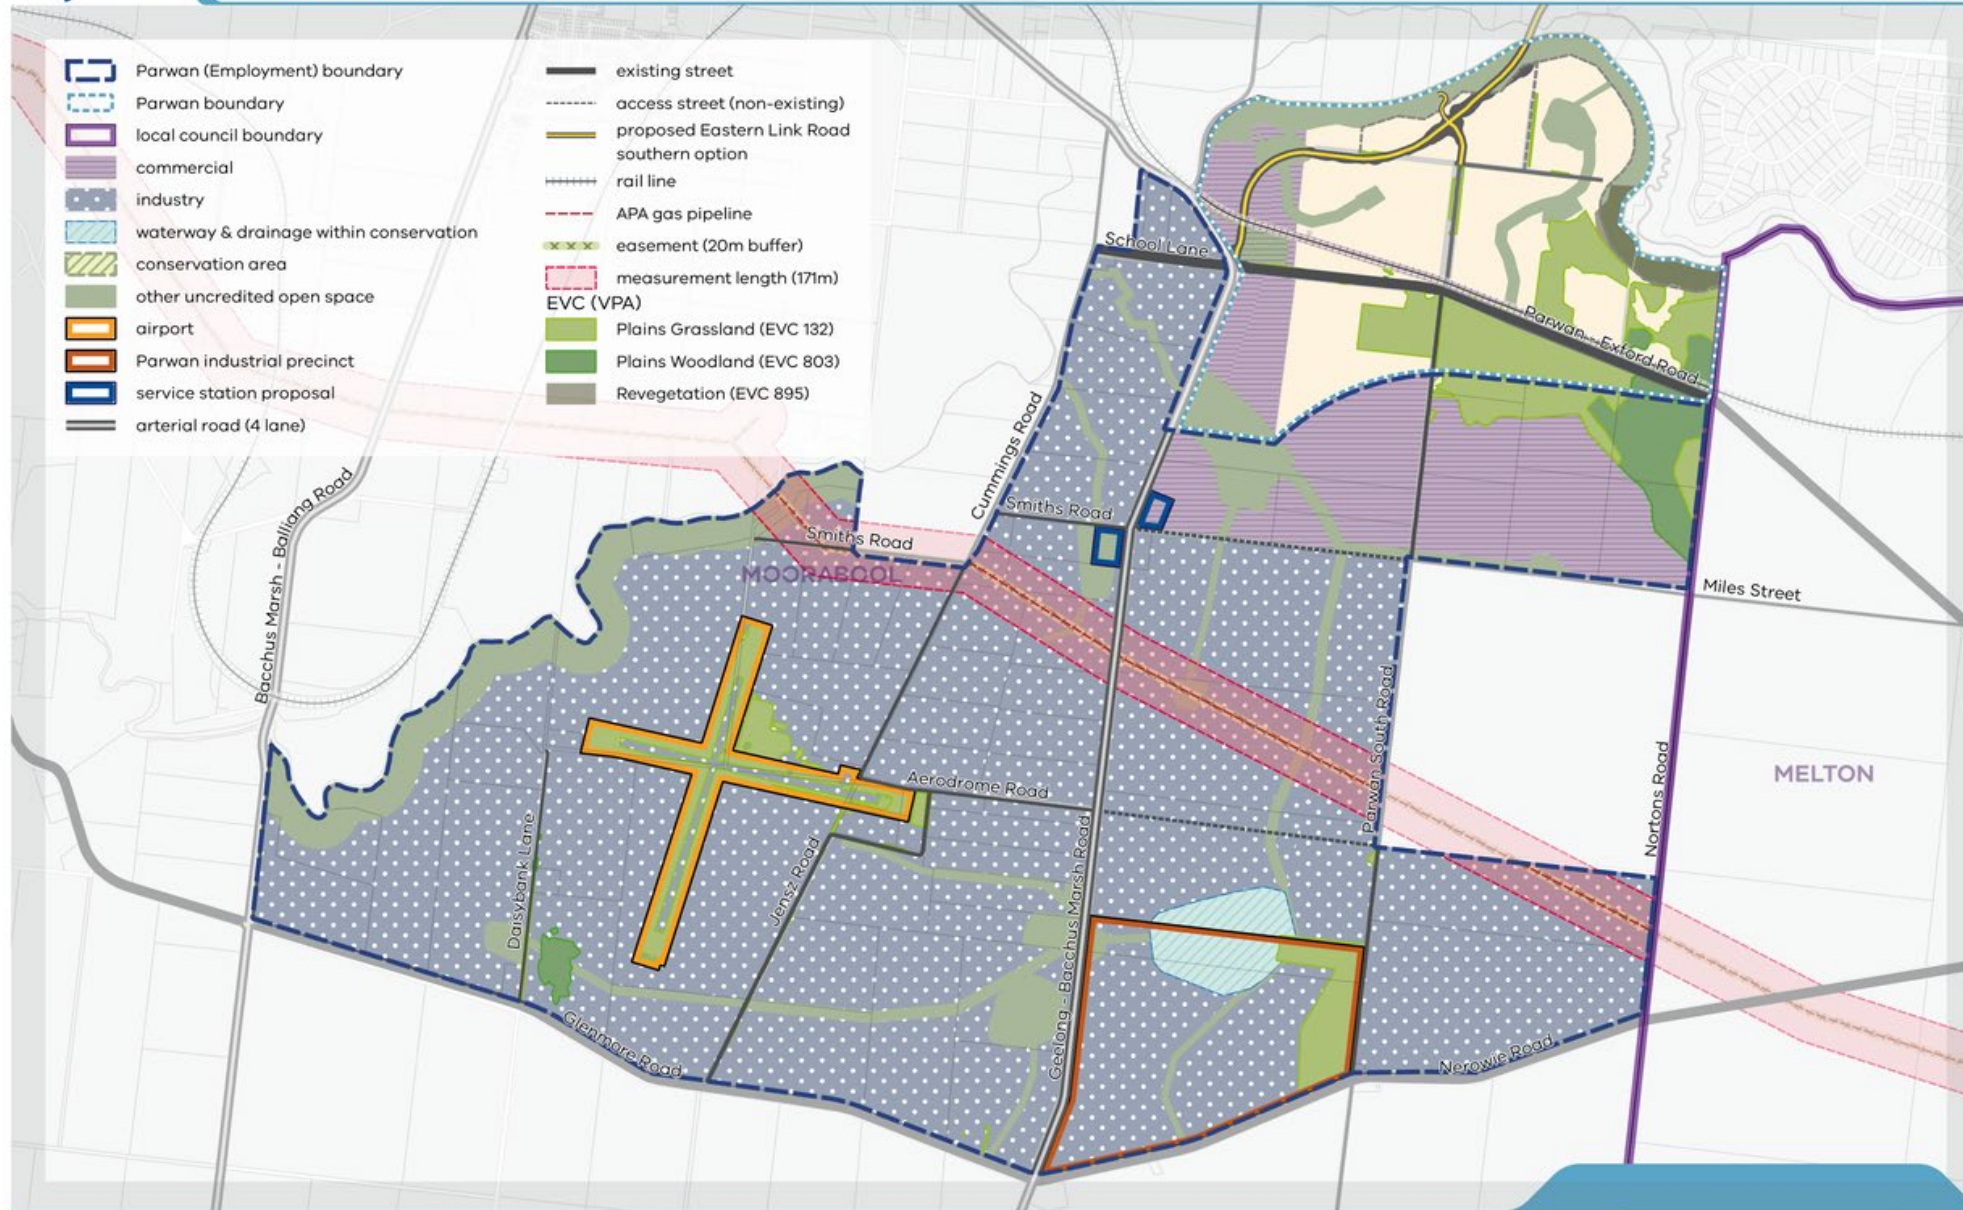 Parwan (Employment) boundary
Parwan boundary
local council boundary
commercial
industry
waterway & drainage within conservation
conservation area
other uncredited open space
airport
Parwan industrial precinct
service station proposal
arterial road (4 lane)
existing street
access street (non-existing)
proposed Eastern Link Road
southern option
rail line
APA gas pipeline
easement (20m buffer)
measurement length (171m)
EVC (VPA)
Plains Grassland (EVC 132)
Plains Woodland (EVC 803)
Revegetation (EVC 895)
School Lane
Parwan - Exford Road
Cummings Road
Bacchus Marsh - Balliang Road
Smiths Road
Smiths Road
MOORABOOL
Miles Street
Parwan South Road
Nortons Road
MELTON
Aerodrome Road
Daisybank Lane
Jensz Road
Geelong - Bacchus Marsh Road
Glenmore Road
Nerowie Road